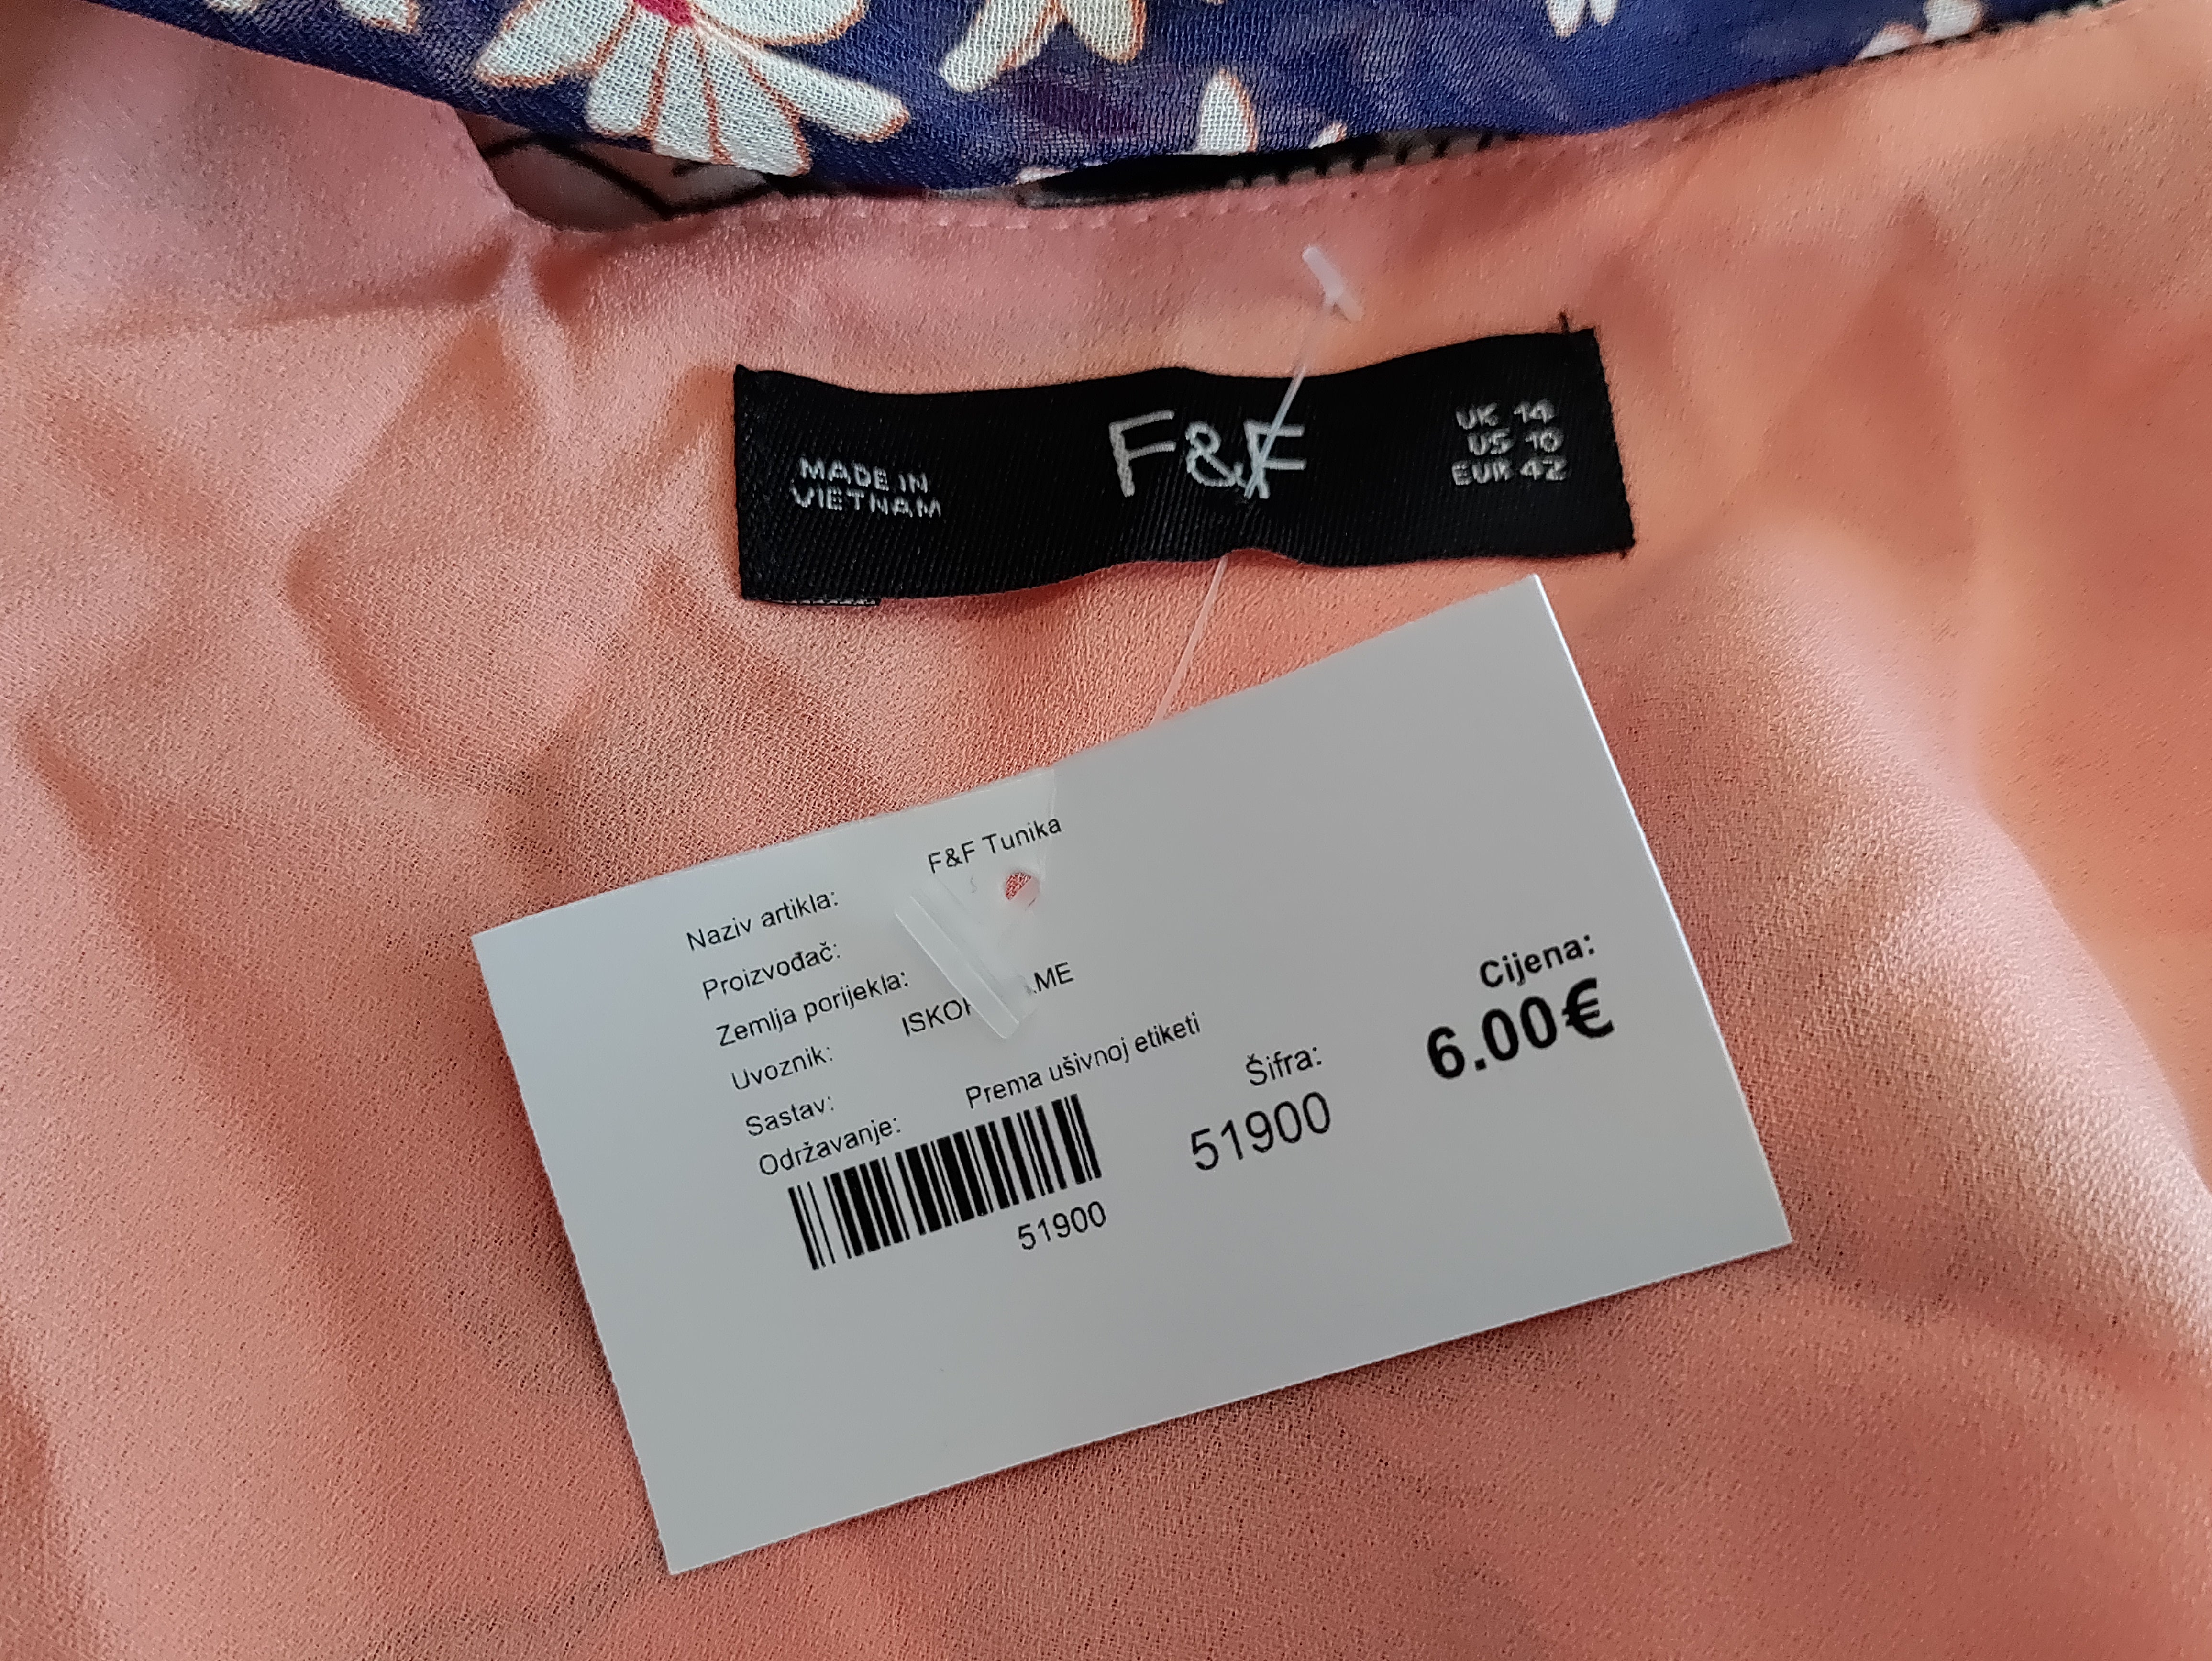 MADE IN
VIETNAM
F&F
UK 14
US 10
EUR 42
Naziv artikla: F&F Tunika
Proizvođač:
Zemlja porijekla:
Uvoznik:
Sastav:
Održavanje: Prema ušivnoj etiketi
51900
Šifra:
51900
Cijena:
6.00€